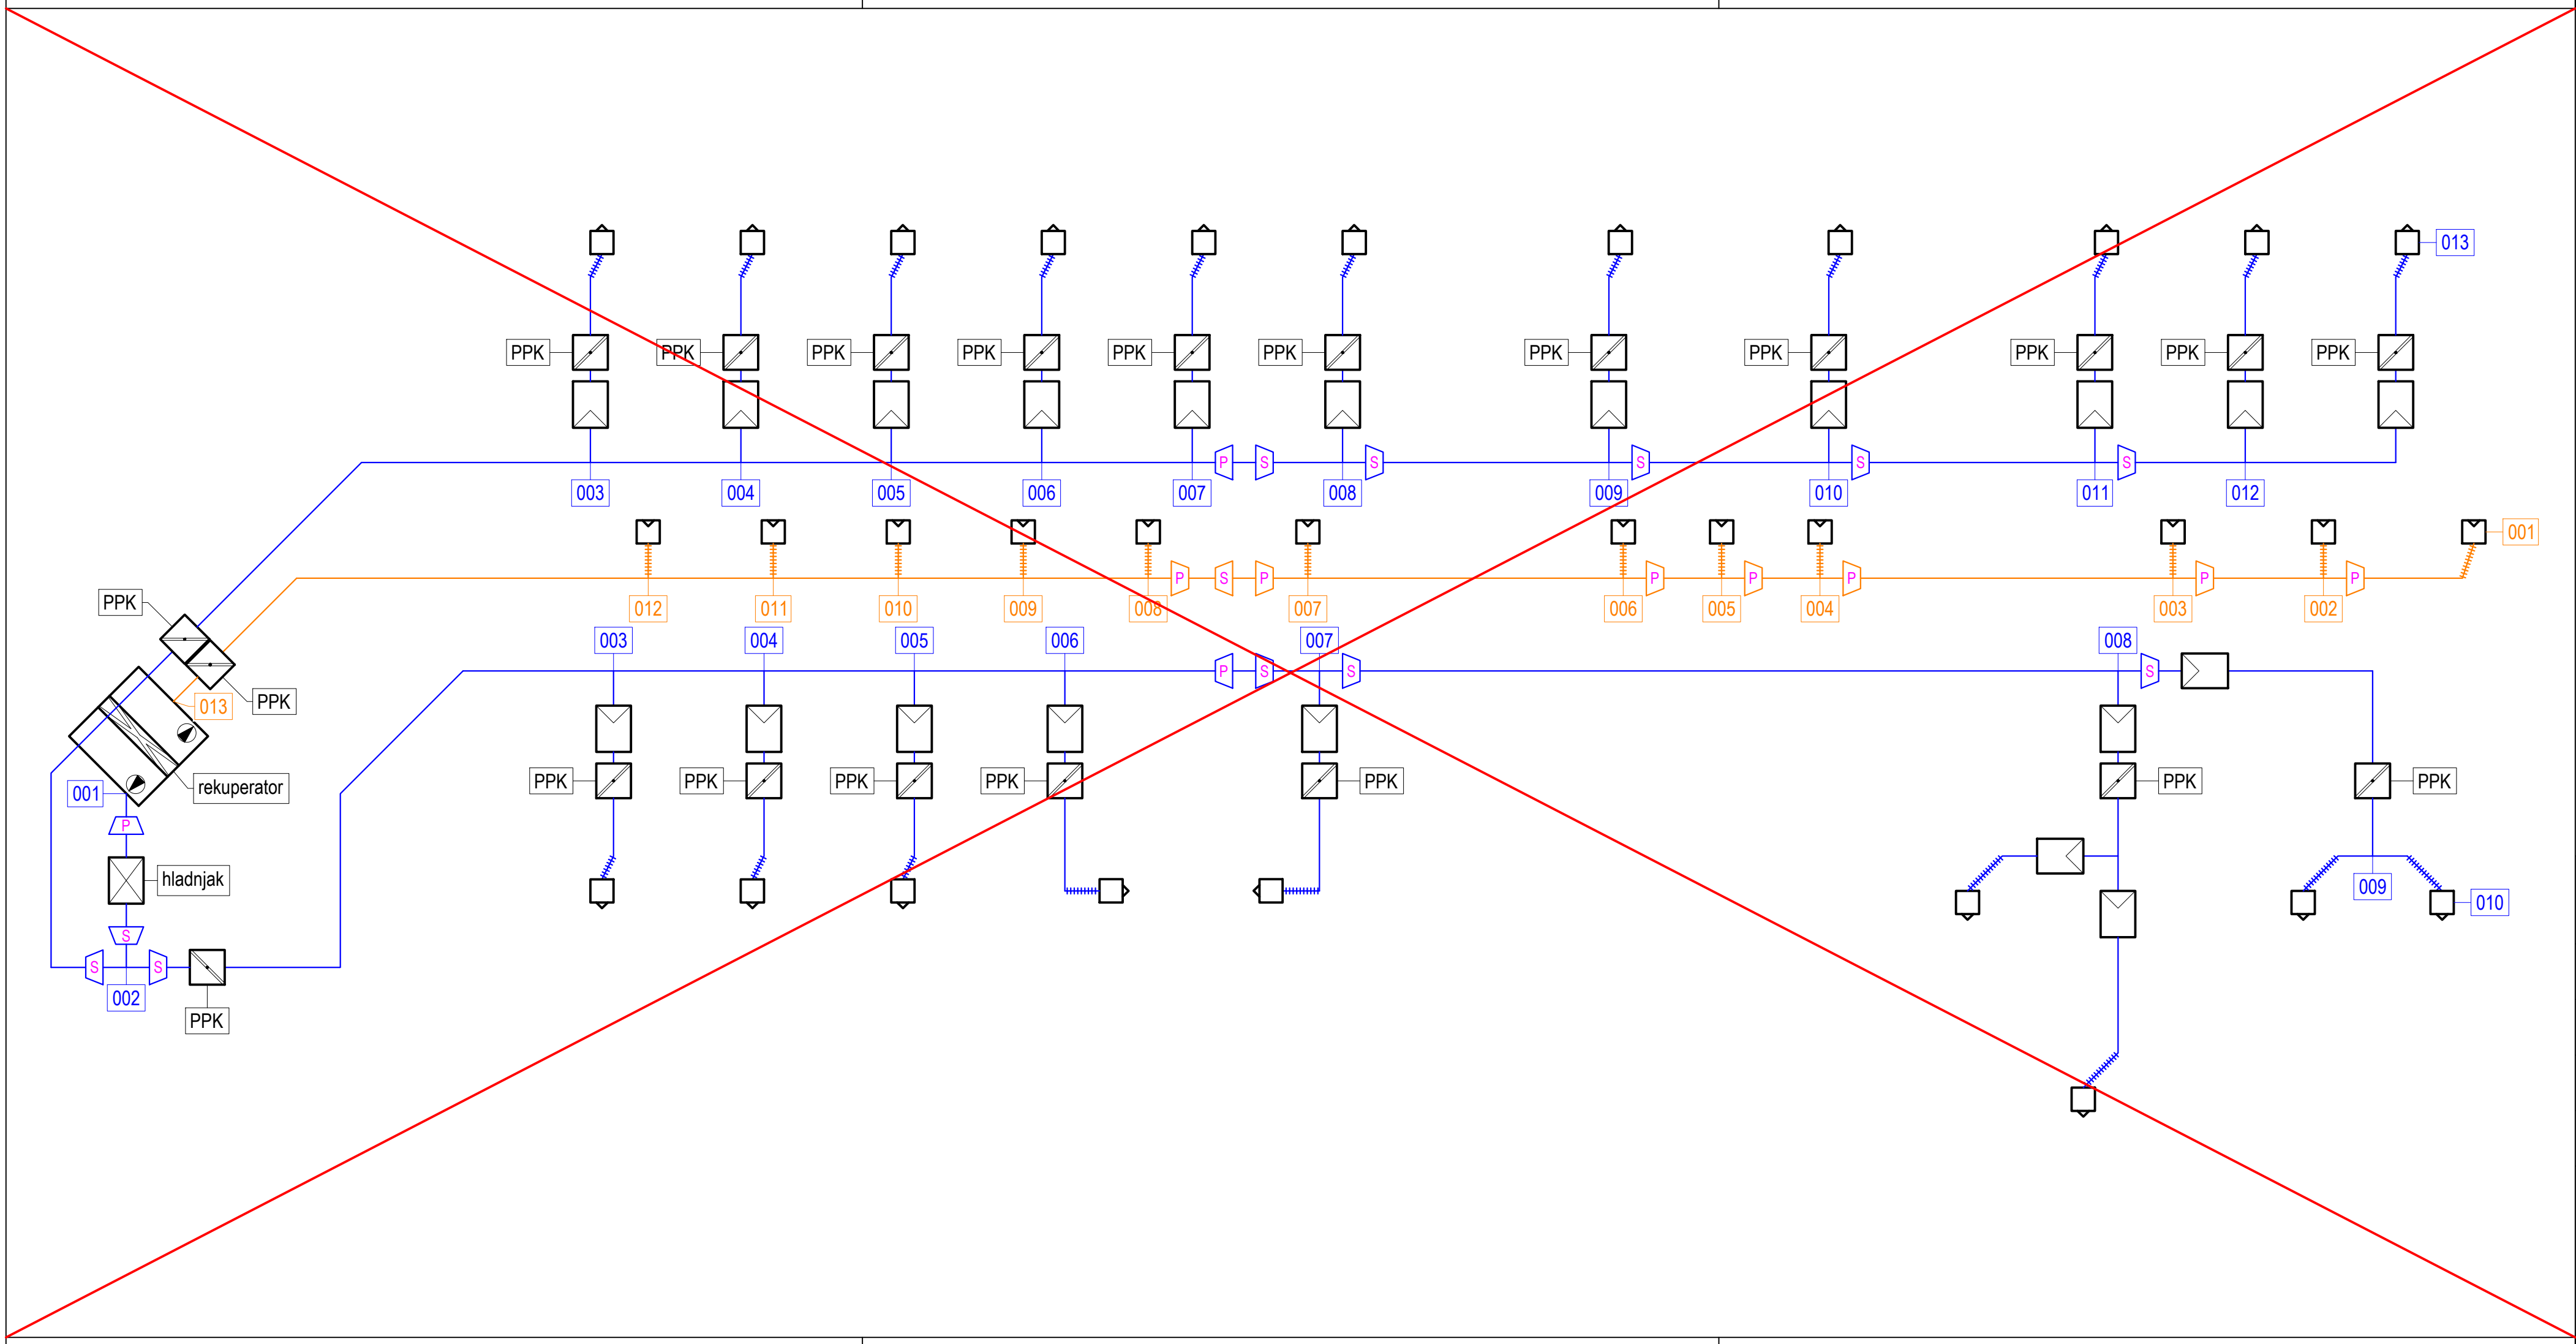 013
PPK PPK PPK PPK PPK PPK PPK PPK PPK PPK PPK
P S S S S S
003 004 005 006 007 008 009 010 011 012
001
P S P P P P P P
012 011 010 009 008 007 006 005 004 003 002
PPK
003 004 005 006 007 008
P S S S
PPK
013
rekuperator
001
PPK PPK PPK PPK PPK PPK PPK
P
hladnjak
009
010
S
S S
002
PPK